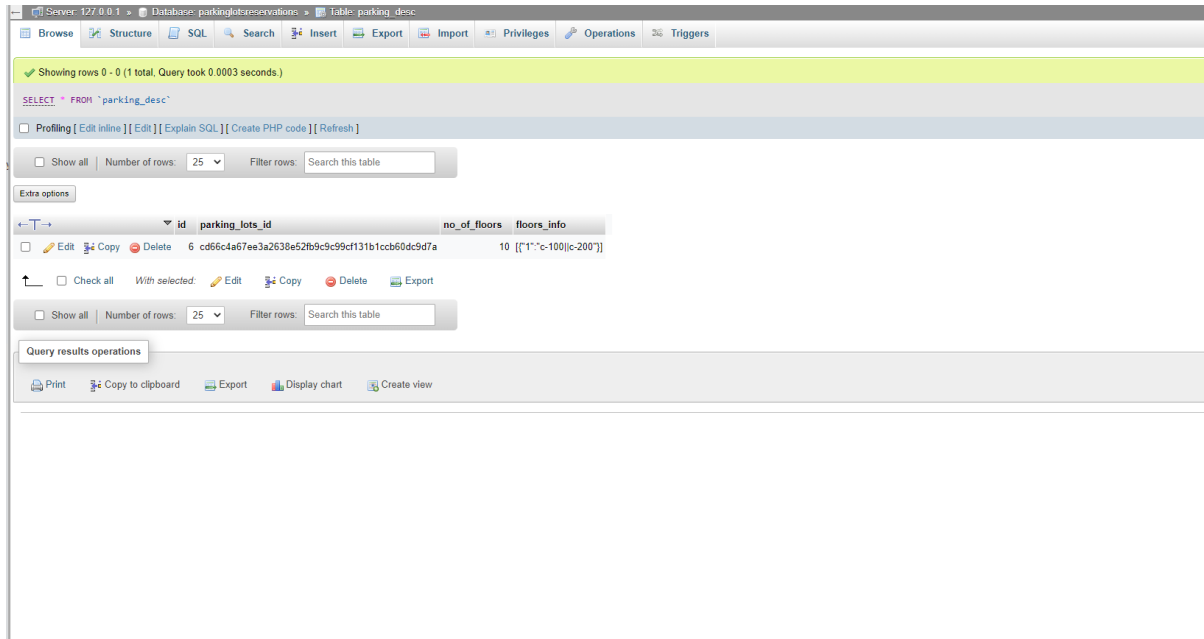 Server: 127.0.0.1 » Database: parkinglotsreservations » Table: parking_desc
Browse Structure SQL Search Insert Export Import Privileges Operations Triggers
Showing rows 0 - 0 (1 total, Query took 0.0003 seconds.)
SELECT * FROM `parking_desc`
Profiling [ Edit inline ] [ Edit ] [ Explain SQL ] [ Create PHP code ] [ Refresh ]
Show all | Number of rows: 25 Filter rows: Search this table
Extra options
←T→ id parking_lots_id no_of_floors floors_info
Edit Copy Delete 6 cd66c4a67ee3a2638e52fb9c9c99cf131b1ccb60dc9d7a 10 [{"1":"c-100||c-200"}]
Check all With selected: Edit Copy Delete Export
Show all | Number of rows: 25 Filter rows: Search this table
Query results operations
Print Copy to clipboard Export Display chart Create view